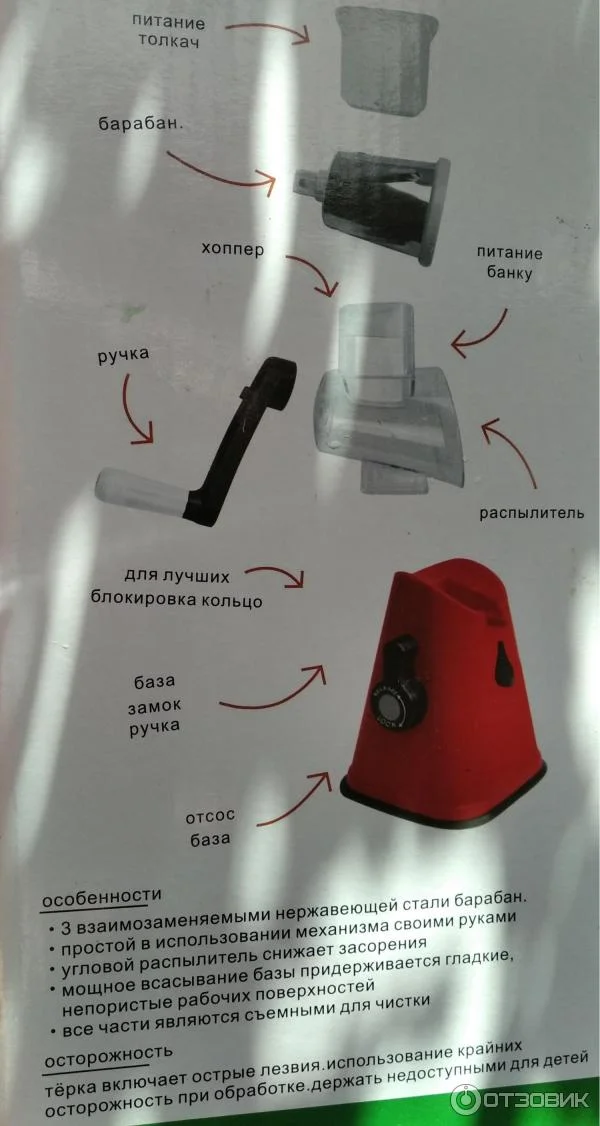 питание
толкач
барабан.
хоппер
питание
банку
ручка
распылитель
для лучших
блокировка кольцо
база
замок
ручка
отсос
база
особенности
• 3 взаимозаменяемыми нержавеющей стали барабан.
• простой в использовании механизма своими руками
• угловой распылитель снижает засорения
• мощное всасывание базы придерживается гладкие,
непористые рабочих поверхностей
• все части являются съемными для чистки
осторожность
тёрка включает острые лезвия.использование крайних
осторожность при обработке.держать недоступными для детей
ОТЗОВИК